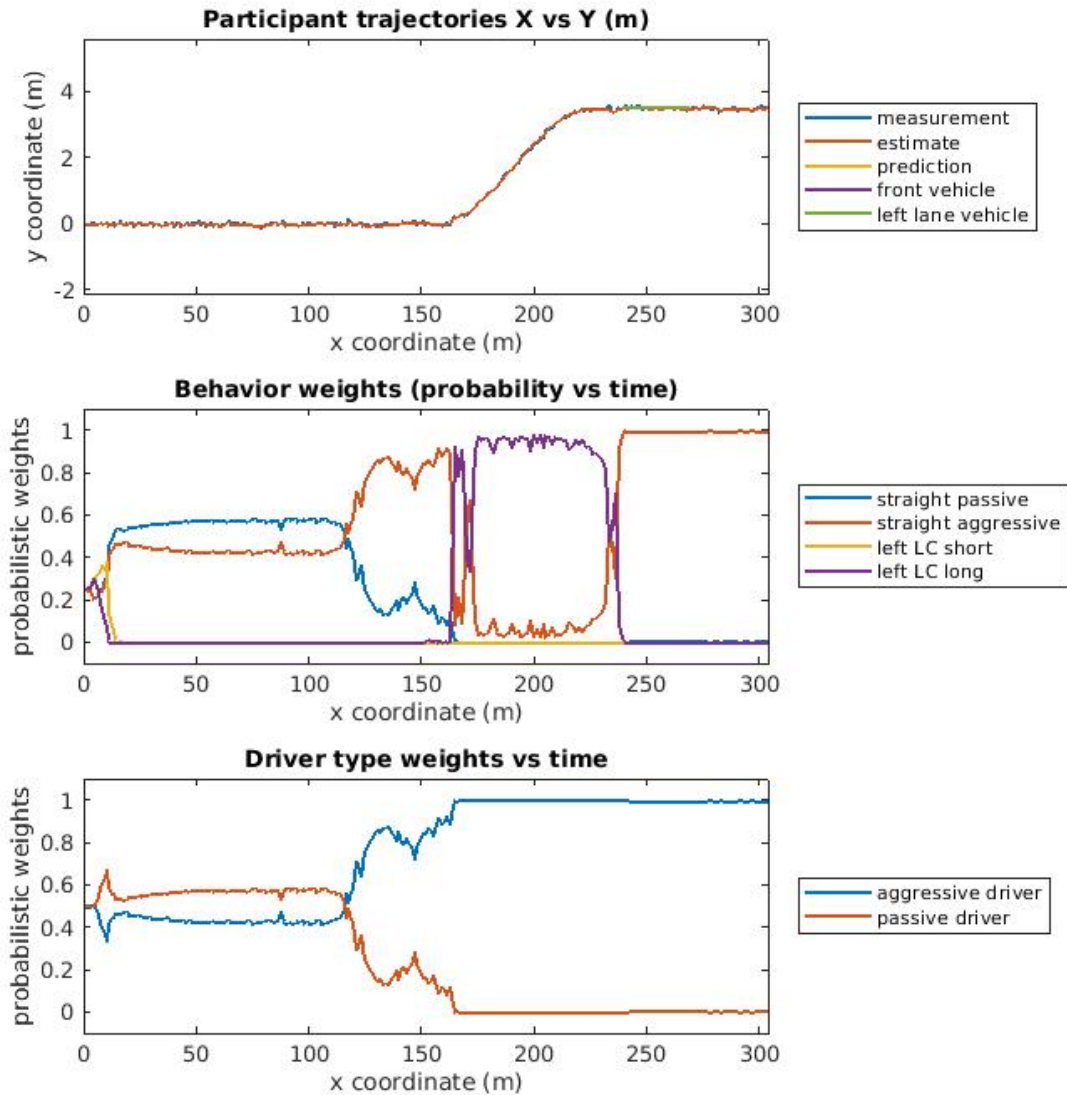 Participant trajectories X vs Y (m)
y coordinate (m)
4
2
0
-2
0 50 100 150 200 250 300
x coordinate (m)
measurement
estimate
prediction
front vehicle
left lane vehicle
Behavior weights (probability vs time)
probabilistic weights
1
0.8
0.6
0.4
0.2
0
0 50 100 150 200 250 300
x coordinate (m)
straight passive
straight aggressive
left LC short
left LC long
Driver type weights vs time
probabilistic weights
1
0.8
0.6
0.4
0.2
0
0 50 100 150 200 250 300
x coordinate (m)
aggressive driver
passive driver